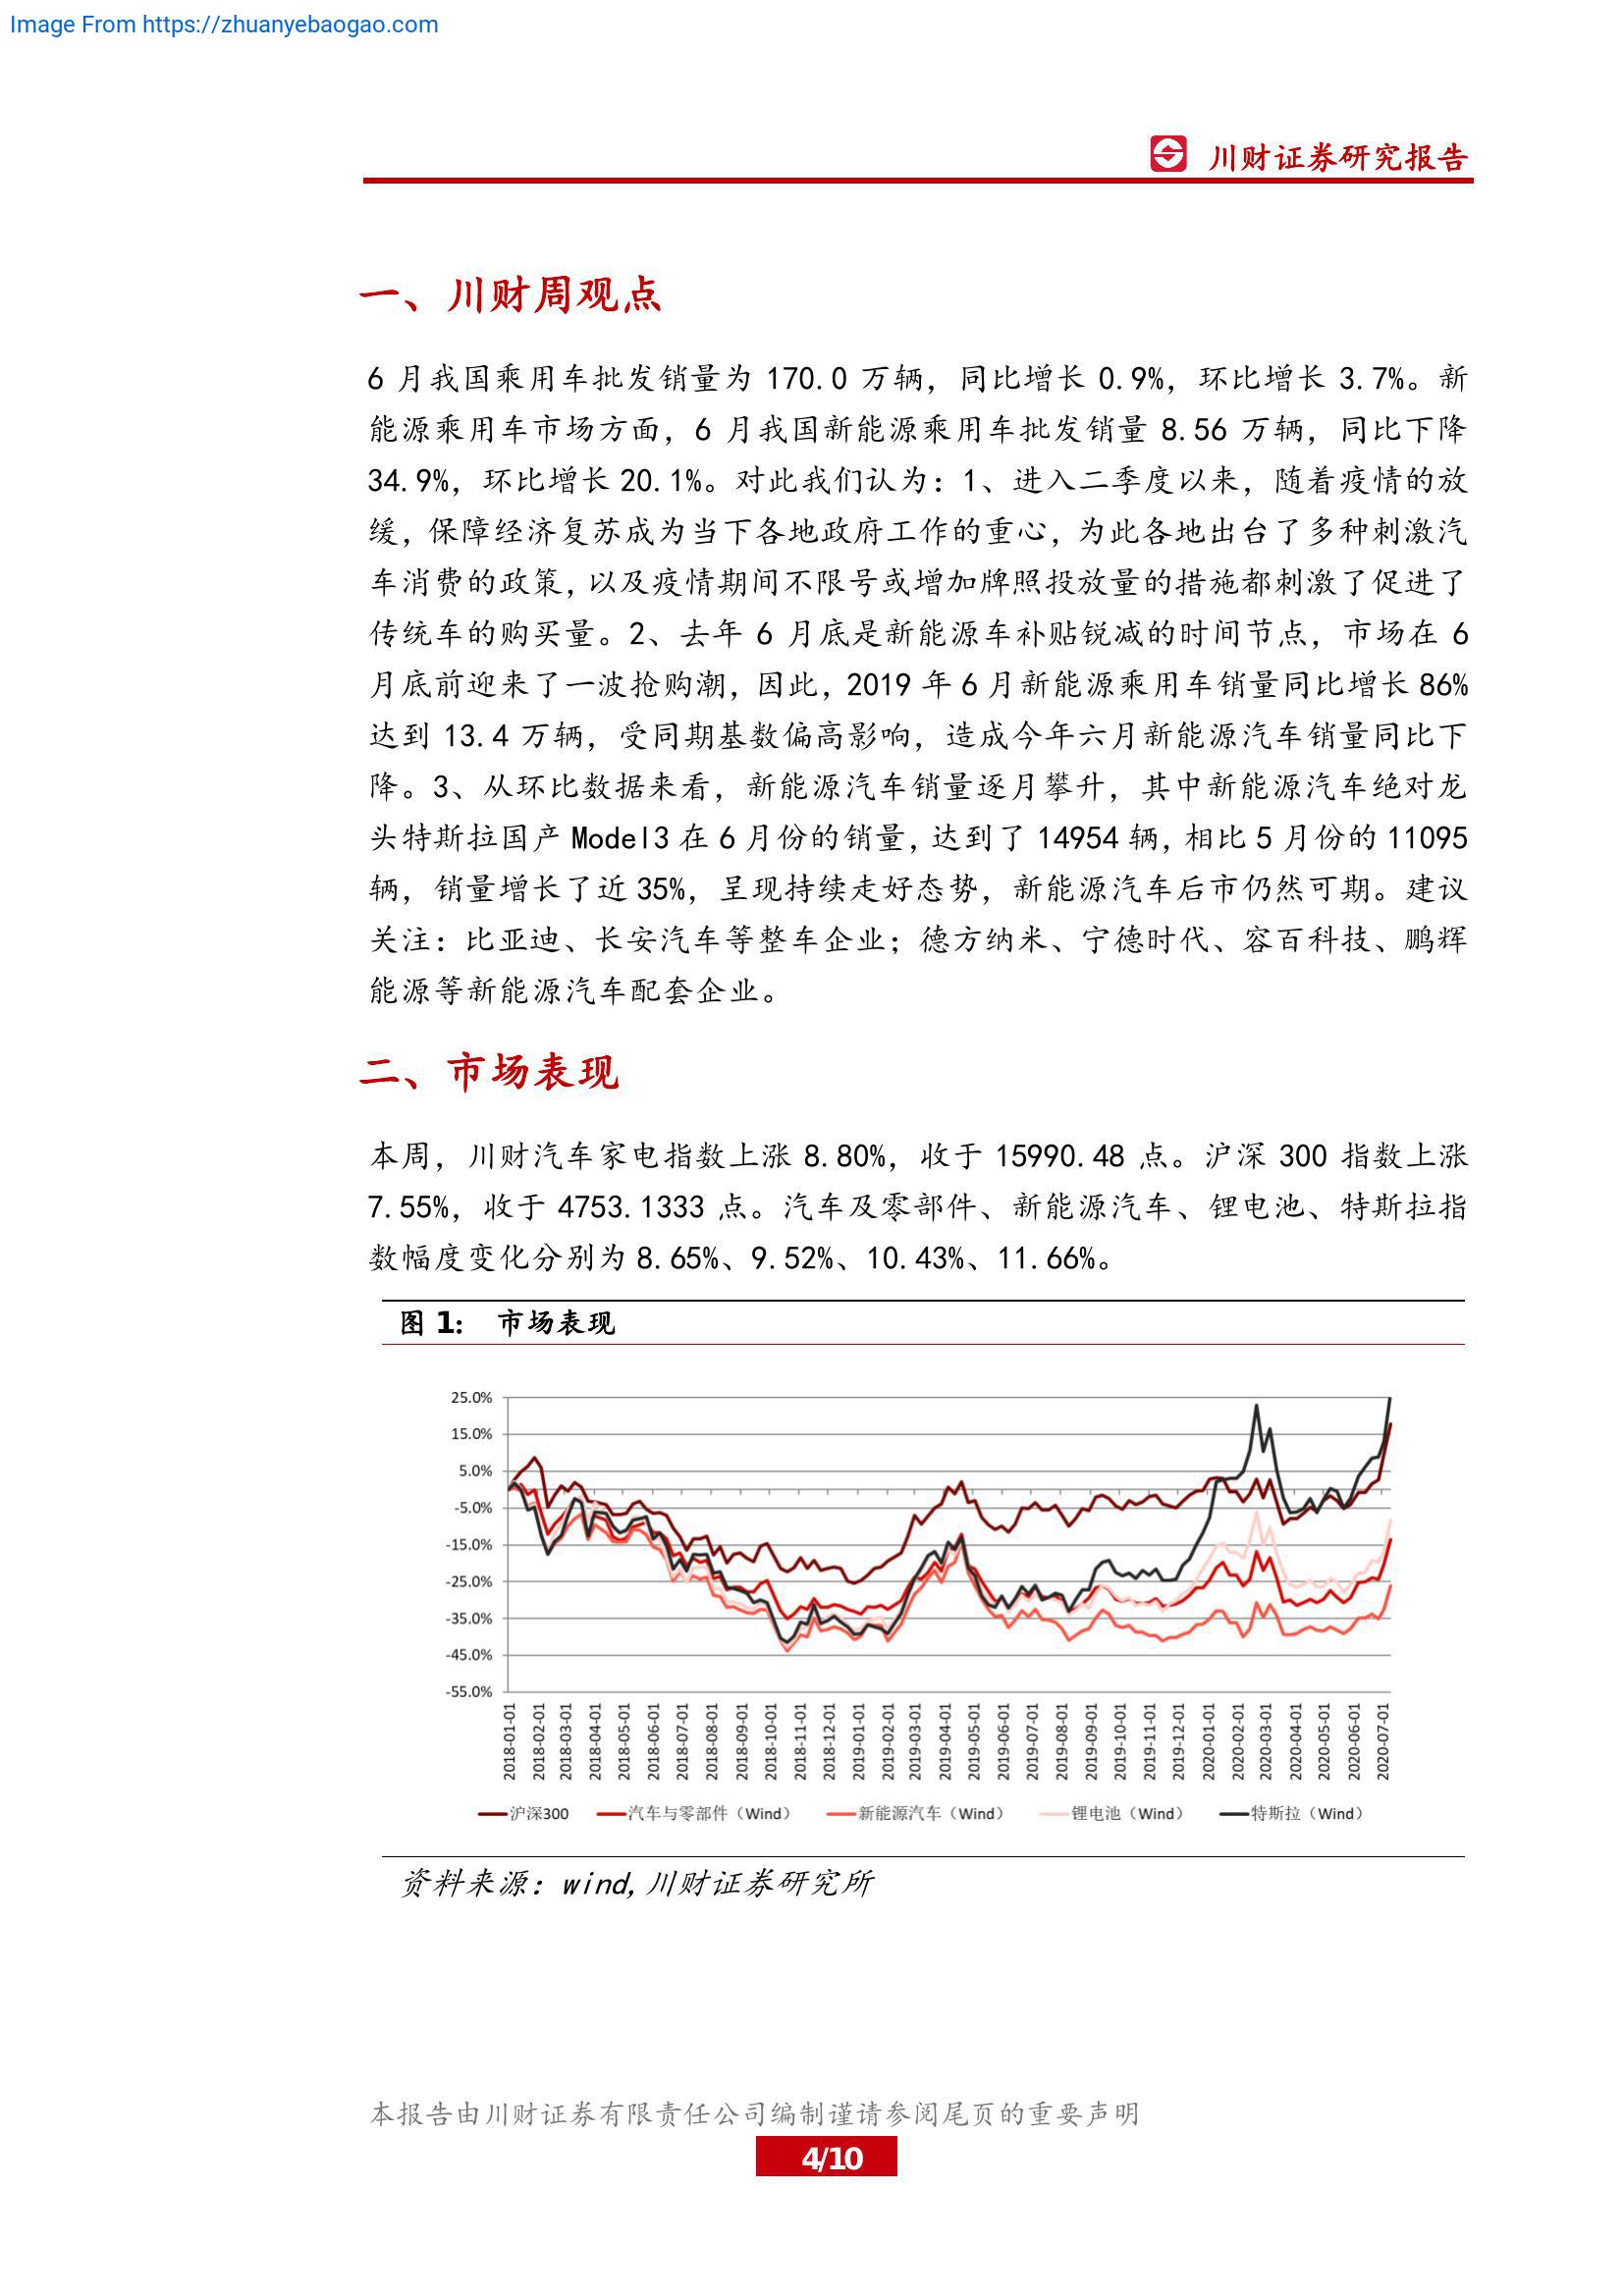 Image From https://zhuanyebaogao.com
川财证券研究报告
一、川财周观点
6 月我国乘用车批发销量为 170.0 万辆，同比增长 0.9%，环比增长 3.7%。新
能源乘用车市场方面，6 月我国新能源乘用车批发销量 8.56 万辆，同比下降
34.9%，环比增长 20.1%。对此我们认为：1、进入二季度以来，随着疫情的放
缓，保障经济复苏成为当下各地政府工作的重心，为此各地出台了多种刺激汽
车消费的政策，以及疫情期间不限号或增加牌照投放量的措施都刺激了促进了
传统车的购买量。2、去年 6 月底是新能源车补贴锐减的时间节点，市场在 6
月底前迎来了一波抢购潮，因此，2019 年 6 月新能源乘用车销量同比增长 86%
达到 13.4 万辆，受同期基数偏高影响，造成今年六月新能源汽车销量同比下
降。3、从环比数据来看，新能源汽车销量逐月攀升，其中新能源汽车绝对龙
头特斯拉国产 Model3 在 6 月份的销量，达到了 14954 辆，相比 5 月份的 11095
辆，销量增长了近 35%，呈现持续走好态势，新能源汽车后市仍然可期。建议
关注：比亚迪、长安汽车等整车企业；德方纳米、宁德时代、容百科技、鹏辉
能源等新能源汽车配套企业。
二、市场表现
本周，川财汽车家电指数上涨 8.80%，收于 15990.48 点。沪深 300 指数上涨
7.55%，收于 4753.1333 点。汽车及零部件、新能源汽车、锂电池、特斯拉指
数幅度变化分别为 8.65%、9.52%、10.43%、11.66%。
图 1： 市场表现
25.0%
15.0%
5.0%
-5.0%
-15.0%
-25.0%
-35.0%
-45.0%
-55.0%
2018-01-01
2018-02-01
2018-03-01
2018-04-01
2018-05-01
2018-06-01
2018-07-01
2018-08-01
2018-09-01
2018-10-01
2018-11-01
2018-12-01
2019-01-01
2019-02-01
2019-03-01
2019-04-01
2019-05-01
2019-06-01
2019-07-01
2019-08-01
2019-09-01
2019-10-01
2019-11-01
2019-12-01
2020-01-01
2020-02-01
2020-03-01
2020-04-01
2020-05-01
2020-06-01
2020-07-01
沪深300 汽车与零部件（Wind） 新能源汽车（Wind） 锂电池（Wind） 特斯拉（Wind）
资料来源：wind,川财证券研究所
本报告由川财证券有限责任公司编制谨请参阅尾页的重要声明
4/10